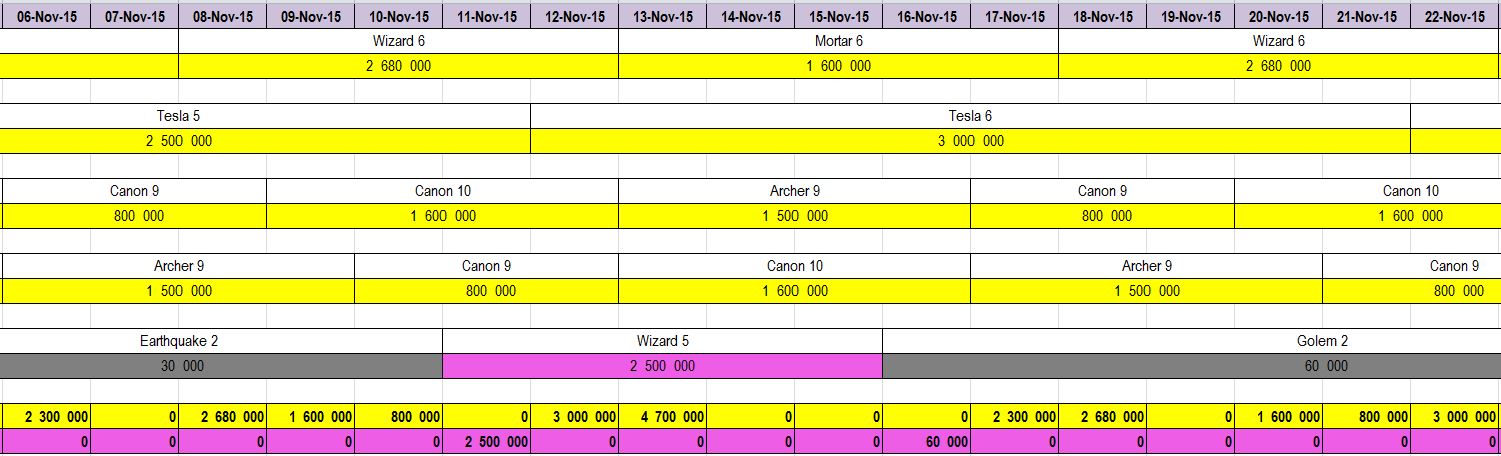 06-Nov-15 07-Nov-15 08-Nov-15 09-Nov-15 10-Nov-15 11-Nov-15 12-Nov-15 13-Nov-15 14-Nov-15 15-Nov-15 16-Nov-15 17-Nov-15 18-Nov-15 19-Nov-15 20-Nov-15 21-Nov-15 22-Nov-15
Wizard 6 Mortar 6 Wizard 6
2 680 000 1 600 000 2 680 000
Tesla 5 Tesla 6
2 500 000 3 000 000
Canon 9 Canon 10 Archer 9 Canon 9 Canon 10
800 000 1 600 000 1 500 000 800 000 1 600 000
Archer 9 Canon 9 Canon 10 Archer 9 Canon 9
1 500 000 800 000 1 600 000 1 500 000 800 000
Earthquake 2 Wizard 5 Golem 2
30 000 2 500 000 60 000
2 300 000 0 2 680 000 1 600 000 800 000 0 3 000 000 4 700 000 0 0 0 2 300 000 2 680 000 0 1 600 000 800 000 3 000 000
0 0 0 0 0 2 500 000 0 0 0 0 60 000 0 0 0 0 0 0